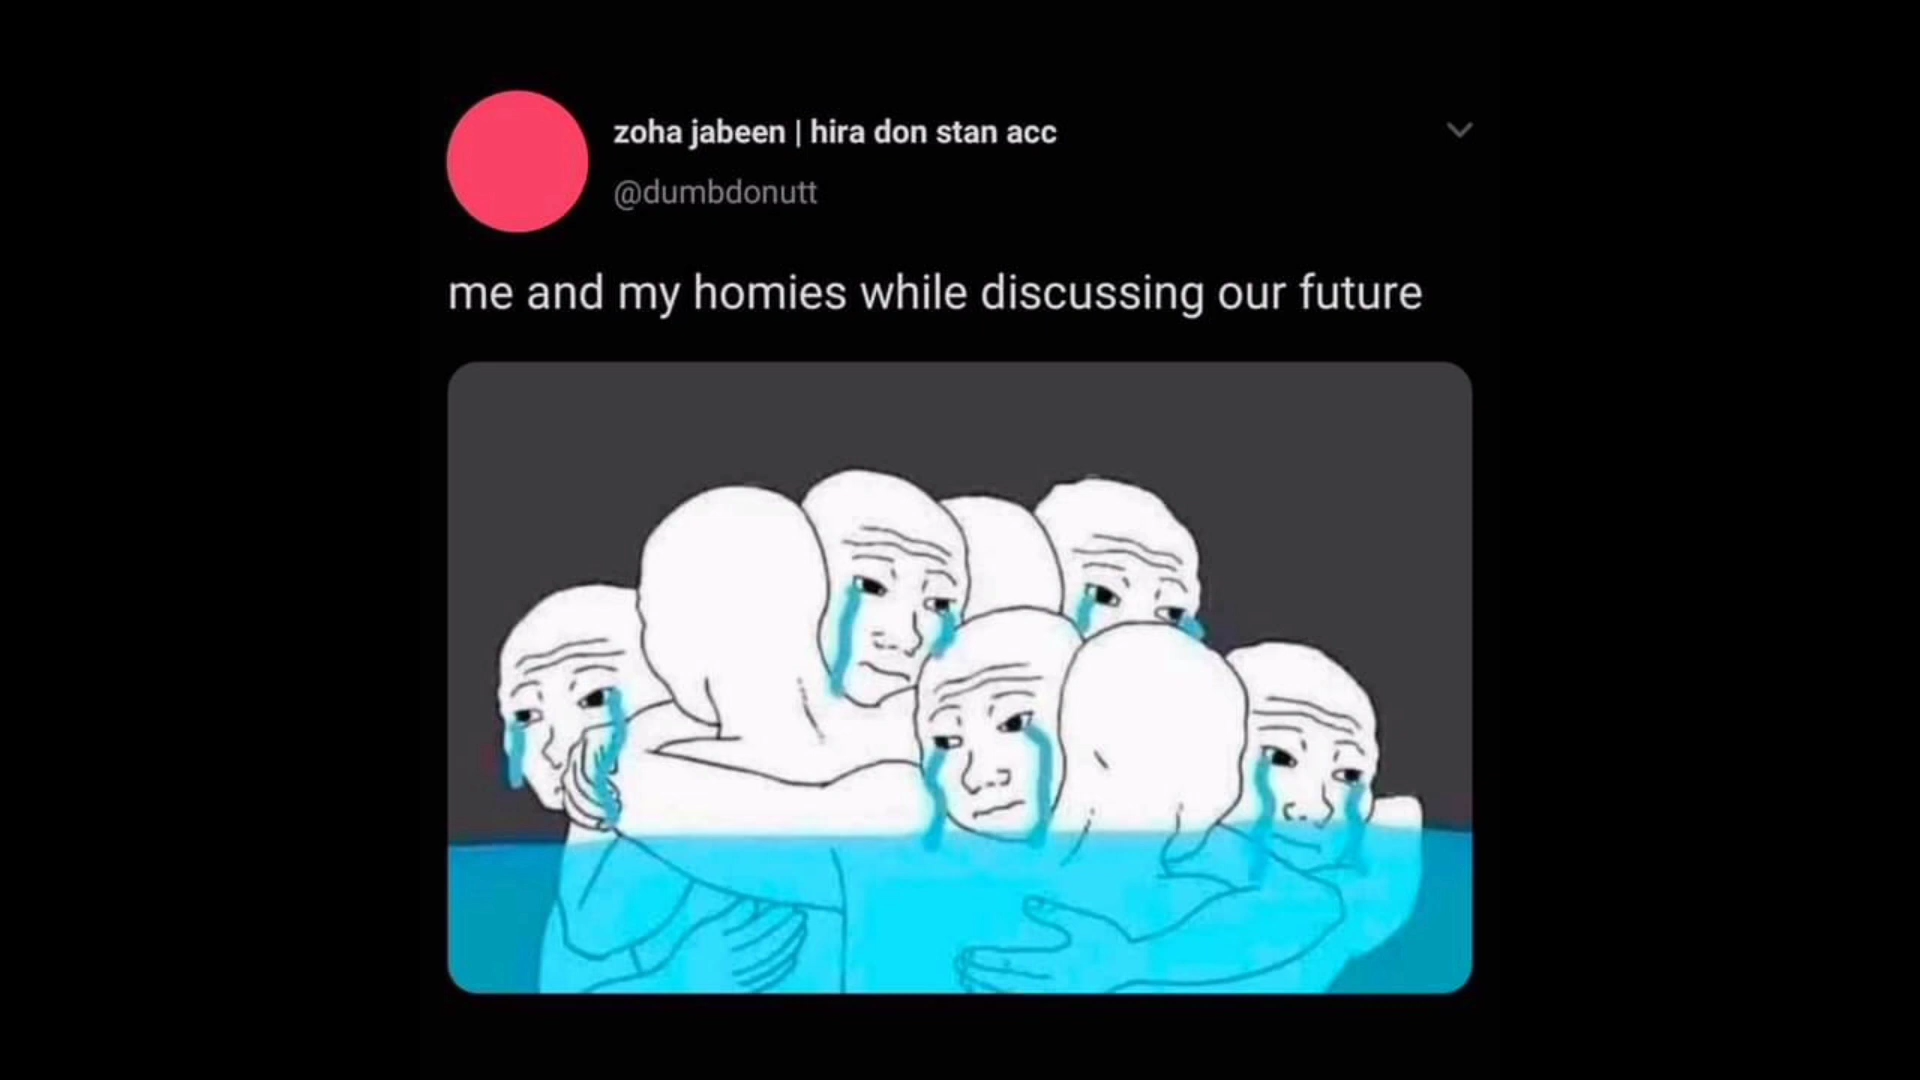 zoha jabeen | hira don stan acc
@dumbdonutt
me and my homies while discussing our future